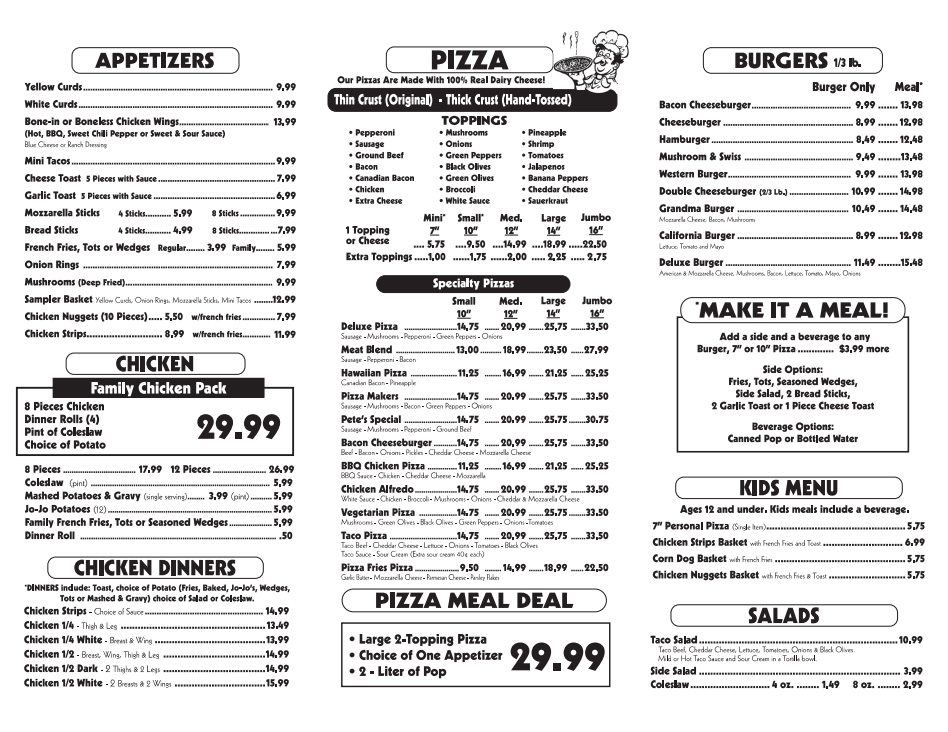 APPETIZERS
Yellow Curds 9.99
White Curds 9.99
Bone-in or Boneless Chicken Wings 13.99
(Hot, BBQ, Sweet Chili Pepper or Sweet & Sour Sauce)
Blue Cheese or Ranch Dressing
Mini Tacos 9.99
Cheese Toast 5 Pieces with Sauce 7.99
Garlic Toast 5 Pieces with Sauce 6.99
Mozzarella Sticks 4 Sticks 5.99 8 Sticks 9.99
Bread Sticks 4 Sticks 4.99 8 Sticks 7.99
French Fries, Tots or Wedges Regular 3.99 Family 5.99
Onion Rings 7.99
Mushrooms (Deep Fried) 9.99
Sampler Basket Yellow Curds, Onion Rings, Mozzarella Sticks, Mini Tacos 12.99
Chicken Nuggets (10 Pieces) 5.50 w/french fries 7.99
Chicken Strips 8.99 w/french fries 11.99
CHICKEN
Family Chicken Pack
8 Pieces Chicken
Dinner Rolls (4)
Pint of Coleslaw
Choice of Potato
29.99
8 Pieces 17.99 12 Pieces 26.99
Coleslaw (pint) 5.99
Mashed Potatoes & Gravy (single serving) 3.99 (pint) 5.99
Jo-Jo Potatoes (12) 5.99
Family French Fries, Tots or Seasoned Wedges 5.99
Dinner Roll .50
CHICKEN DINNERS
*DINNERS include: Toast, choice of Potato (Fries, Baked, Jo-Jo's, Wedges,
Tots or Mashed & Gravy) choice of Salad or Coleslaw.
Chicken Strips - Choice of Sauce 14.99
Chicken 1/4 - Thigh & Leg 13.49
Chicken 1/4 White - Breast & Wing 13.99
Chicken 1/2 - Breast, Wing, Thigh & Leg 14.99
Chicken 1/2 Dark - 2 Thighs & 2 Legs 14.99
Chicken 1/2 White - 2 Breasts & 2 Wings 15.99
PIZZA
Our Pizzas Are Made With 100% Real Dairy Cheese!
Thin Crust (Original) - Thick Crust (Hand-Tossed)
TOPPINGS
• Pepperoni • Mushrooms • Pineapple
• Sausage • Onions • Shrimp
• Ground Beef • Green Peppers • Tomatoes
• Bacon • Black Olives • Jalapenos
• Canadian Bacon • Green Olives • Banana Peppers
• Chicken • Broccoli • Cheddar Cheese
• Extra Cheese • White Sauce • Sauerkraut
Mini* Small* Med. Large Jumbo
1 Topping 7" 10" 12" 14" 16"
or Cheese 5.75 9.50 14.99 18.99 22.50
Extra Toppings 1.00 1.75 2.00 2.25 2.75
Specialty Pizzas
Small Med. Large Jumbo
10" 12" 14" 16"
Deluxe Pizza 14.75 20.99 25.75 33.50
Sausage - Mushrooms - Pepperoni - Green Peppers - Onions
Meat Blend 13.00 18.99 23.50 27.99
Sausage - Pepperoni - Bacon
Hawaiian Pizza 11.25 16.99 21.25 25.25
Canadian Bacon - Pineapple
Pizza Makers 14.75 20.99 25.75 33.50
Sausage - Mushrooms - Bacon - Green Peppers - Onions
Pete's Special 14.75 20.99 25.75 30.75
Sausage - Mushrooms - Pepperoni - Ground Beef
Bacon Cheeseburger 14.75 20.99 25.75 33.50
Beef - Bacon - Onions - Pickles - Cheddar Cheese - Mozzarella Cheese
BBQ Chicken Pizza 11.25 16.99 21.25 25.25
BBQ Sauce - Chicken - Cheddar Cheese - Mozzarella
Chicken Alfredo 14.75 20.99 25.75 33.50
White Sauce - Chicken - Broccoli - Mushrooms - Onions - Cheddar & Mozzarella Cheese
Vegetarian Pizza 14.75 20.99 25.75 33.50
Mushrooms - Green Olives - Black Olives - Green Peppers - Onions -Tomatoes
Taco Pizza 14.75 20.99 25.75 33.50
Taco Beef - Cheddar Cheese - Lettuce - Onions - Tomatoes - Black Olives
Taco Sauce - Sour Cream (Extra sour cream 40¢ each)
Pizza Fries Pizza 9.50 14.99 18.99 22.50
Garlic Butter - Mozzarella Cheese - Parmesan Cheese - Parsley Flakes
PIZZA MEAL DEAL
• Large 2-Topping Pizza
• Choice of One Appetizer
• 2 - Liter of Pop
29.99
BURGERS 1/3 lb.
Burger Only Meal*
Bacon Cheeseburger 9.99 13.98
Cheeseburger 8.99 12.98
Hamburger 8.49 12.48
Mushroom & Swiss 9.49 13.48
Western Burger 9.99 13.98
Double Cheeseburger (2/3 Lb.) 10.99 14.98
Grandma Burger 10.49 14.48
Mozzarella Cheese, Bacon, Mushrooms
California Burger 8.99 12.98
Lettuce, Tomato and Mayo
Deluxe Burger 11.49 15.48
American & Mozzarella Cheese, Mushrooms, Bacon, Lettuce, Tomato, Mayo, Onions
*MAKE IT A MEAL!
Add a side and a beverage to any
Burger, 7" or 10" Pizza $3.99 more
Side Options:
Fries, Tots, Seasoned Wedges,
Side Salad, 2 Bread Sticks,
2 Garlic Toast or 1 Piece Cheese Toast
Beverage Options:
Canned Pop or Bottled Water
KIDS MENU
Ages 12 and under. Kids meals include a beverage.
7" Personal Pizza (Single Item) 5.75
Chicken Strips Basket with French Fries and Toast 6.99
Corn Dog Basket with French Fries 5.75
Chicken Nuggets Basket with French Fries & Toast 5.75
SALADS
Taco Salad 10.99
Taco Beef, Cheddar Cheese, Lettuce, Tomatoes, Onions & Black Olives.
Mild or Hot Taco Sauce and Sour Cream in a Tortilla bowl.
Side Salad 3.99
Coleslaw 4 oz. 1.49 8 oz. 2.99